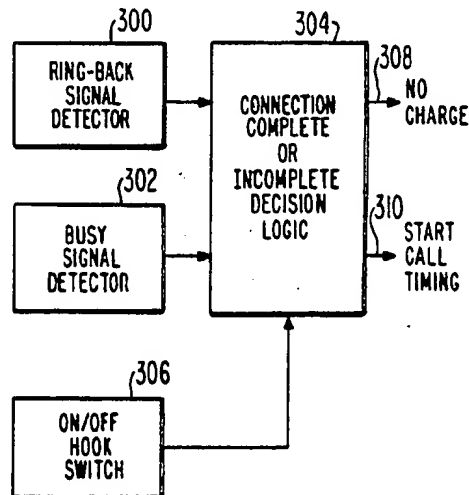 300
RING-BACK
SIGNAL
DETECTOR
302
BUSY
SIGNAL
DETECTOR
306
ON/OFF
HOOK
SWITCH
304
CONNECTION
COMPLETE
OR
INCOMPLETE
DECISION
LOGIC
308
NO
CHARGE
310
START
CALL
TIMING